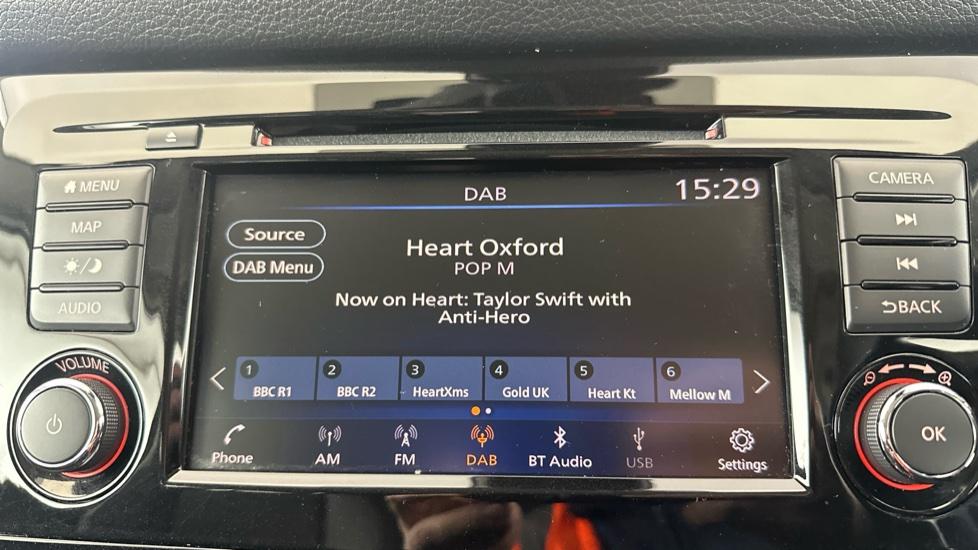 MENU
MAP
AUDIO
VOLUME
DAB
15:29
Source
DAB Menu
Heart Oxford
POP M
Now on Heart: Taylor Swift with
Anti-Hero
1 BBC R1
2 BBC R2
3 HeartXms
4 Gold UK
5 Heart Kt
6 Mellow M
Phone
AM
FM
DAB
BT Audio
USB
Settings
CAMERA
BACK
OK